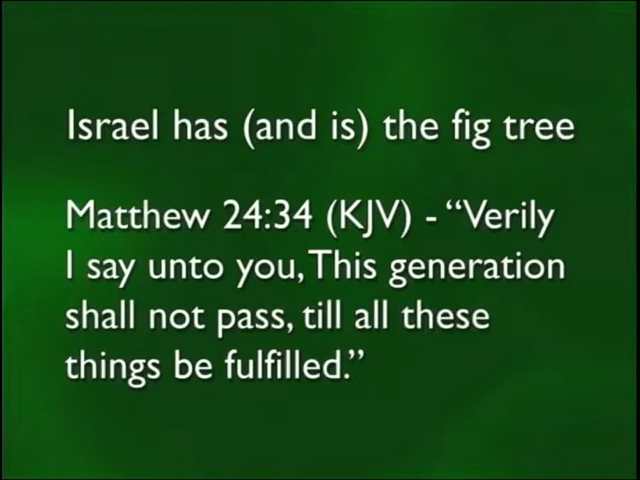 Israel has (and is) the fig tree
Matthew 24:34 (KJV) - “Verily
I say unto you, This generation
shall not pass, till all these
things be fulfilled.”